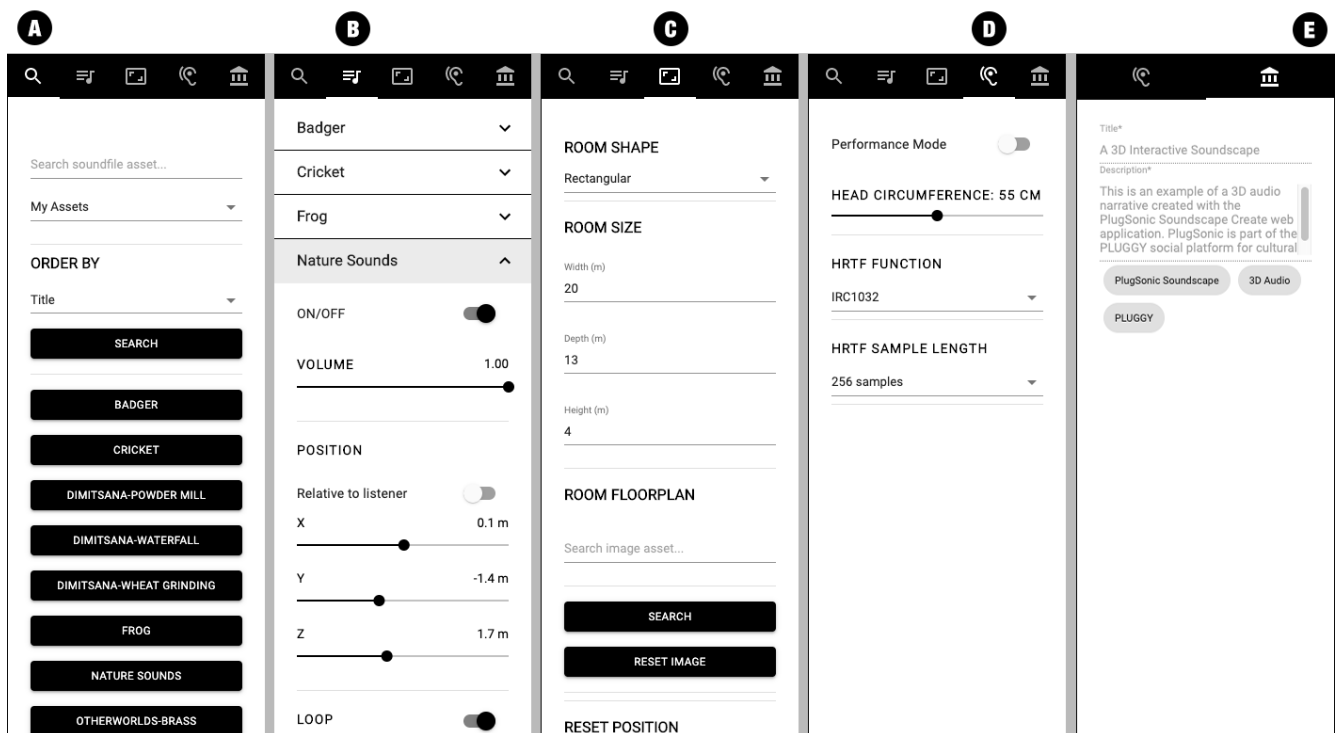 A
B
C
D
E
Search soundfile asset...
My Assets
ORDER BY
Title
SEARCH
BADGER
CRICKET
DIMITSANA-POWDER MILL
DIMITSANA-WATERFALL
DIMITSANA-WHEAT GRINDING
FROG
NATURE SOUNDS
OTHERWORLDS-BRASS
Badger
Cricket
Frog
Nature Sounds
ON/OFF
VOLUME 1.00
POSITION
Relative to listener
X 0.1 m
Y -1.4 m
Z 1.7 m
LOOP
ROOM SHAPE
Rectangular
ROOM SIZE
Width (m)
20
Depth (m)
13
Height (m)
4
ROOM FLOORPLAN
Search image asset...
SEARCH
RESET IMAGE
RESET POSITION
Performance Mode
HEAD CIRCUMFERENCE: 55 CM
HRTF FUNCTION
IRC1032
HRTF SAMPLE LENGTH
256 samples
Title*
A 3D Interactive Soundscape
Description*
This is an example of a 3D audio
narrative created with the
PlugSonic Soundscape Create web
application. PlugSonic is part of the
PLUGGY social platform for cultural
PlugSonic Soundscape
3D Audio
PLUGGY